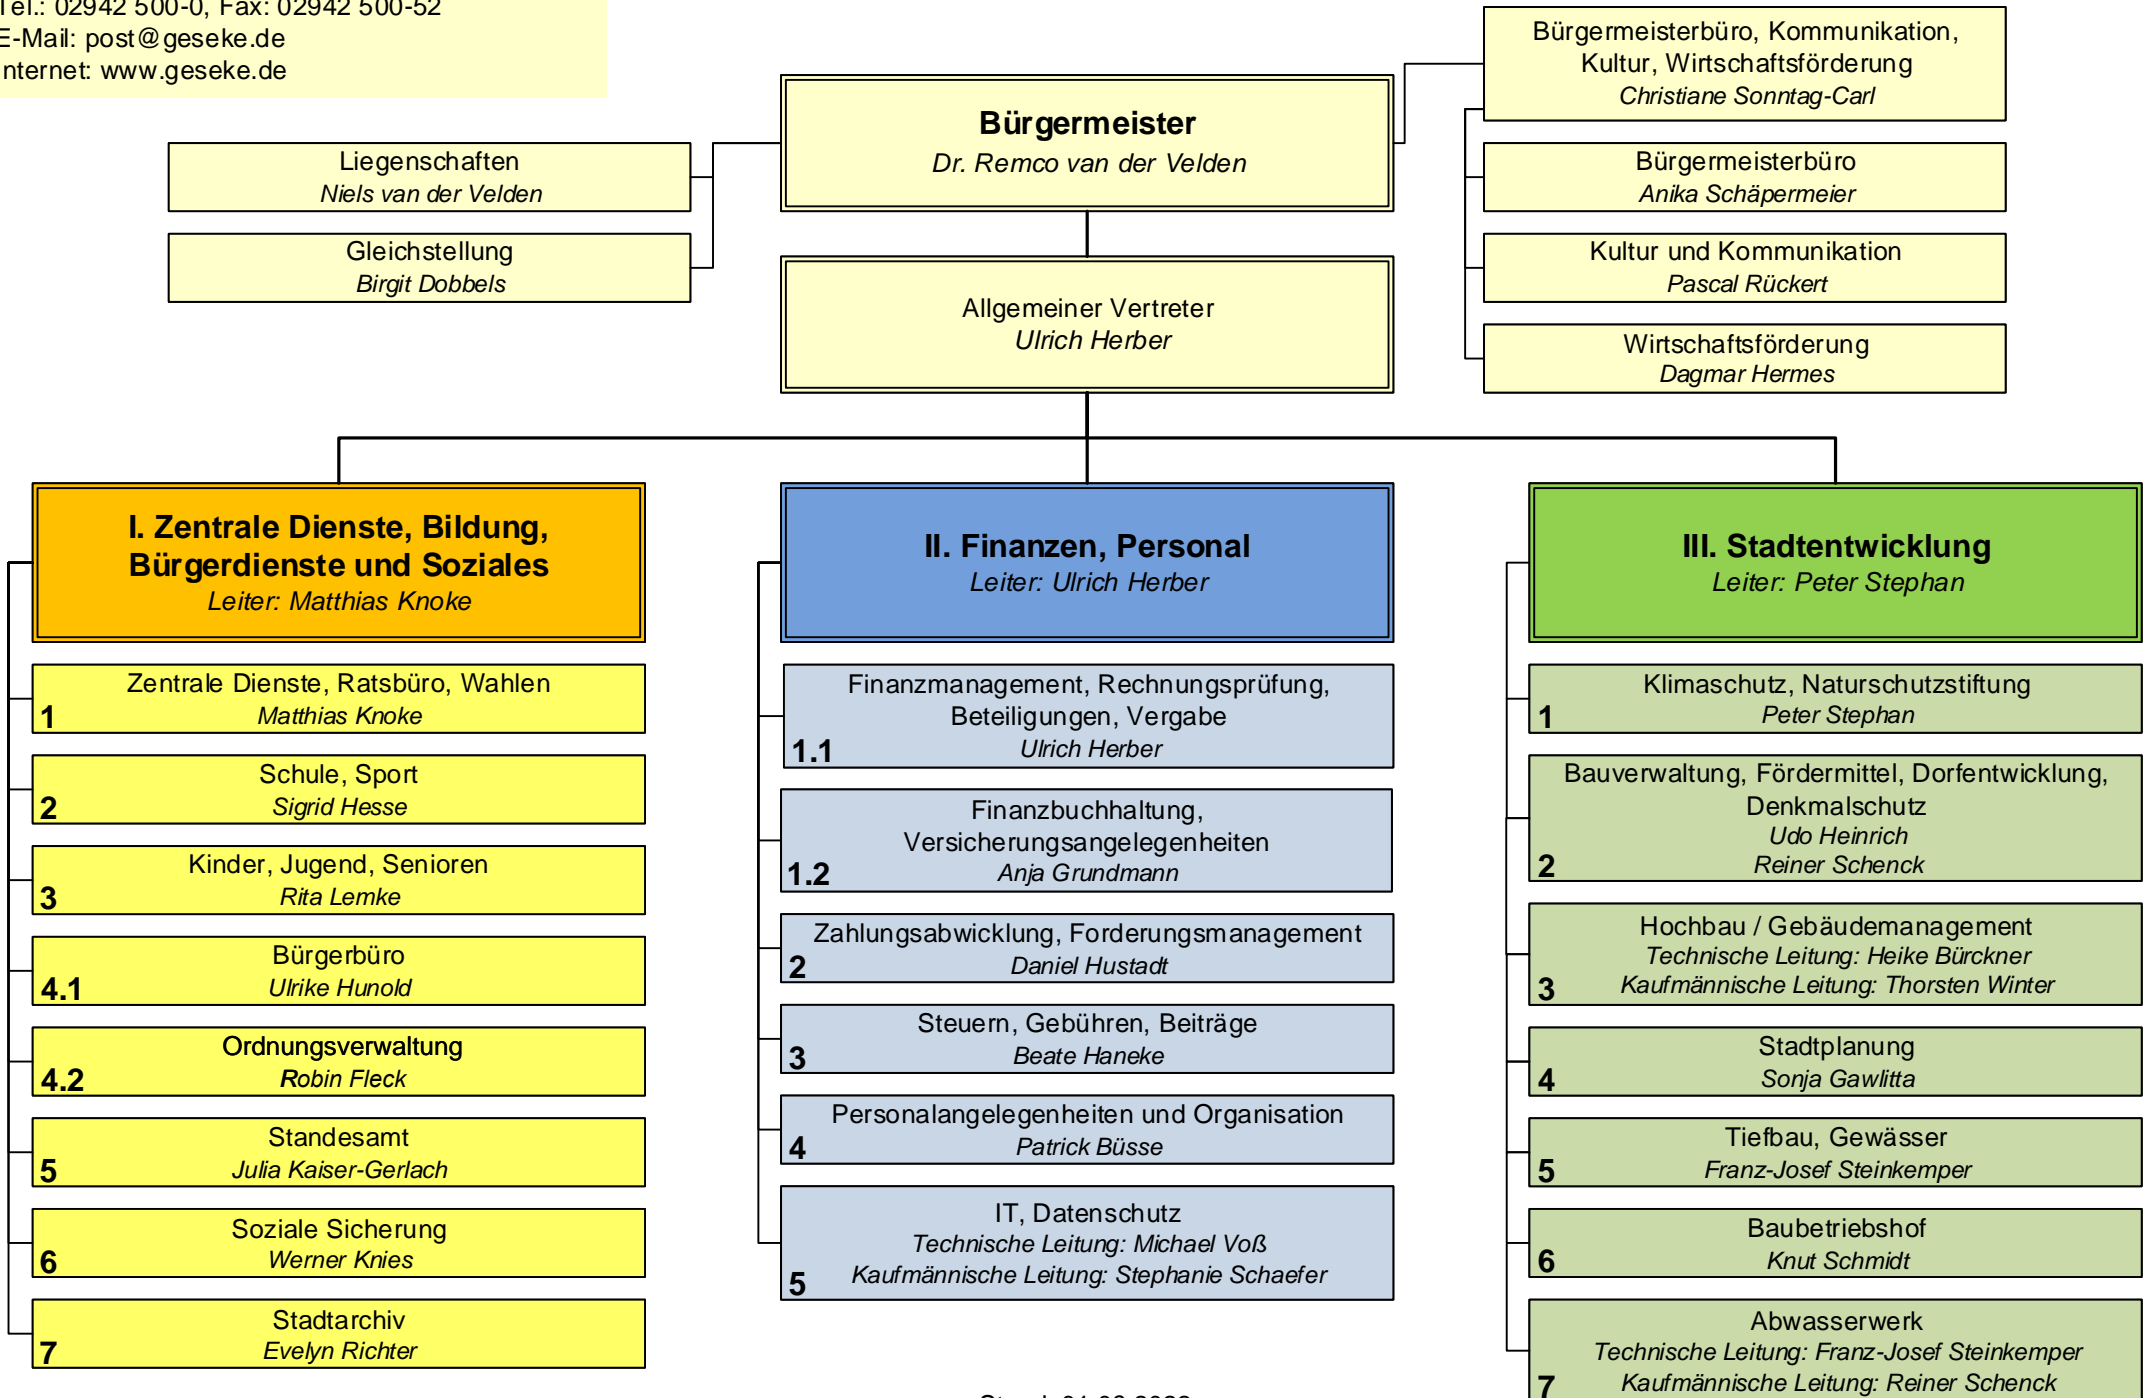 Tel.: 02942 500-0, Fax: 02942 500-52
E-Mail: post@geseke.de
Internet: www.geseke.de
Bürgermeister
Dr. Remco van der Velden
Allgemeiner Vertreter
Ulrich Herber
Liegenschaften
Niels van der Velden
Gleichstellung
Birgit Dobbels
Bürgermeisterbüro, Kommunikation,
Kultur, Wirtschaftsförderung
Christiane Sonntag-Carl
Bürgermeisterbüro
Anika Schäpermeier
Kultur und Kommunikation
Pascal Rückert
Wirtschaftsförderung
Dagmar Hermes
I. Zentrale Dienste, Bildung,
Bürgerdienste und Soziales
Leiter: Matthias Knoke
Zentrale Dienste, Ratsbüro, Wahlen
1 Matthias Knoke
Schule, Sport
2 Sigrid Hesse
Kinder, Jugend, Senioren
3 Rita Lemke
Bürgerbüro
4.1 Ulrike Hunold
Ordnungsverwaltung
4.2 Robin Fleck
Standesamt
5 Julia Kaiser-Gerlach
Soziale Sicherung
6 Werner Knies
Stadtarchiv
7 Evelyn Richter
II. Finanzen, Personal
Leiter: Ulrich Herber
Finanzmanagement, Rechnungsprüfung,
Beteiligungen, Vergabe
1.1 Ulrich Herber
Finanzbuchhaltung,
Versicherungsangelegenheiten
1.2 Anja Grundmann
Zahlungsabwicklung, Forderungsmanagement
2 Daniel Hustadt
Steuern, Gebühren, Beiträge
3 Beate Haneke
Personalangelegenheiten und Organisation
4 Patrick Büsse
IT, Datenschutz
Technische Leitung: Michael Voß
5 Kaufmännische Leitung: Stephanie Schaefer
III. Stadtentwicklung
Leiter: Peter Stephan
Klimaschutz, Naturschutzstiftung
1 Peter Stephan
Bauverwaltung, Fördermittel, Dorfentwicklung,
Denkmalschutz
Udo Heinrich
2 Reiner Schenck
Hochbau / Gebäudemanagement
Technische Leitung: Heike Bürckner
3 Kaufmännische Leitung: Thorsten Winter
Stadtplanung
4 Sonja Gawlitta
Tiefbau, Gewässer
5 Franz-Josef Steinkemper
Baubetriebshof
6 Knut Schmidt
Abwasserwerk
Technische Leitung: Franz-Josef Steinkemper
7 Kaufmännische Leitung: Reiner Schenck